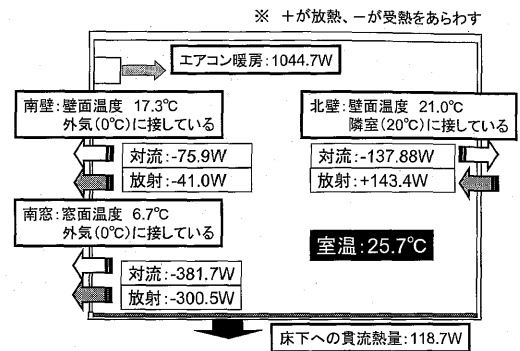 ※ +が放熱、-が受熱をあらわす
エアコン暖房:1044.7W
南壁:壁面温度 17.3℃
外気(0℃)に接している
対流:-75.9W
放射:-41.0W
北壁:壁面温度 21.0℃
隣室(20℃)に接している
対流:-137.88W
放射:+143.4W
南窓:窓面温度 6.7℃
外気(0℃)に接している
対流:-381.7W
放射:-300.5W
室温:25.7℃
床下への貫流熱量:118.7W